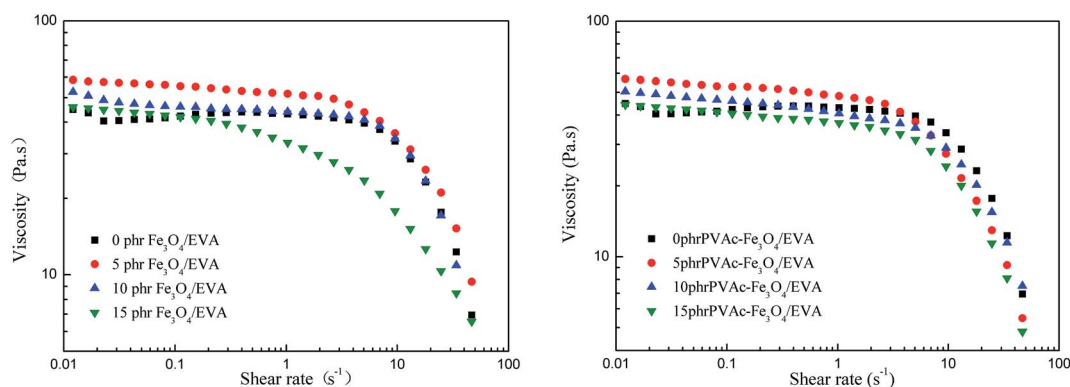 100
10
Viscosity (Pa.s)
0 phr Fe₃O₄/EVA
5 phr Fe₃O₄/EVA
10 phr Fe₃O₄/EVA
15 phr Fe₃O₄/EVA
0.01 0.1 1 10 100
Shear rate (s⁻¹)
100
10
Viscosity (Pa.s)
0phrPVAc-Fe₃O₄/EVA
5phrPVAc-Fe₃O₄/EVA
10phrPVAc-Fe₃O₄/EVA
15phrPVAc-Fe₃O₄/EVA
0.01 0.1 1 10 100
Shear rate (s⁻¹)